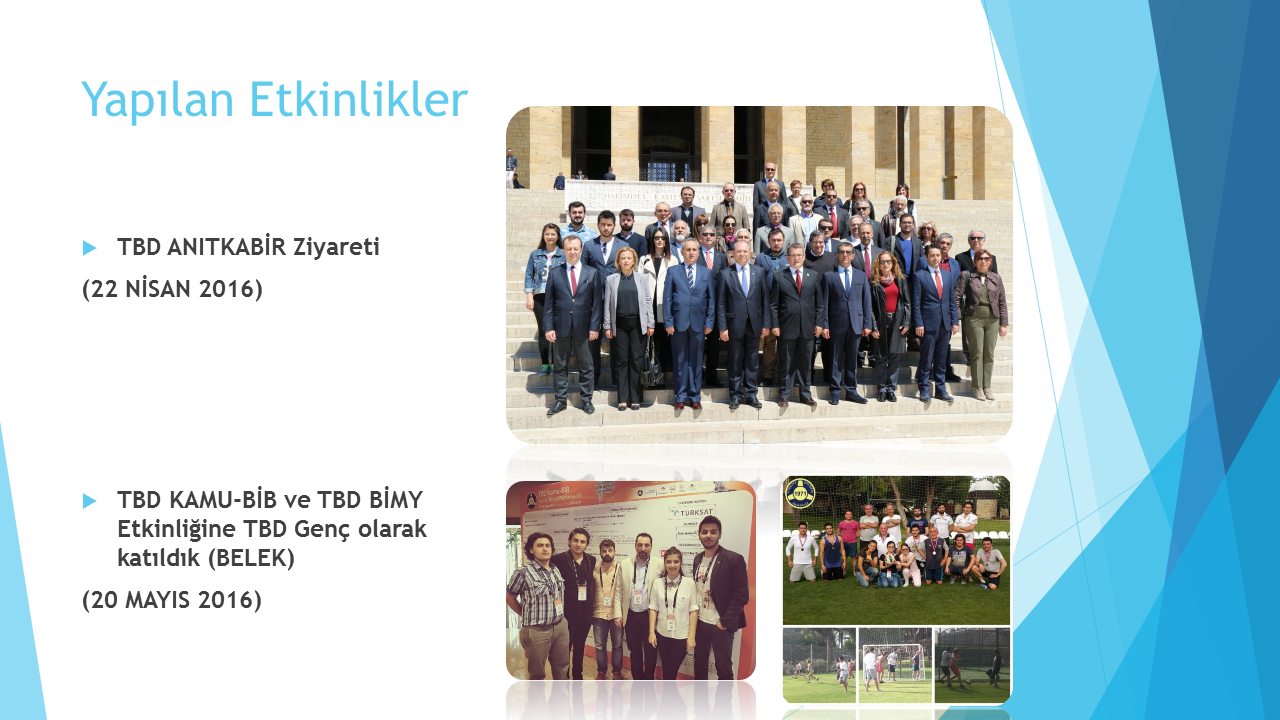 Yapılan Etkinlikler
TBD ANITKABİR Ziyareti
(22 NİSAN 2016)
TBD KAMU-BİB ve TBD BİMY
Etkinliğine TBD Genç olarak
katıldık (BELEK)
(20 MAYIS 2016)
TÜRKSAT
1971